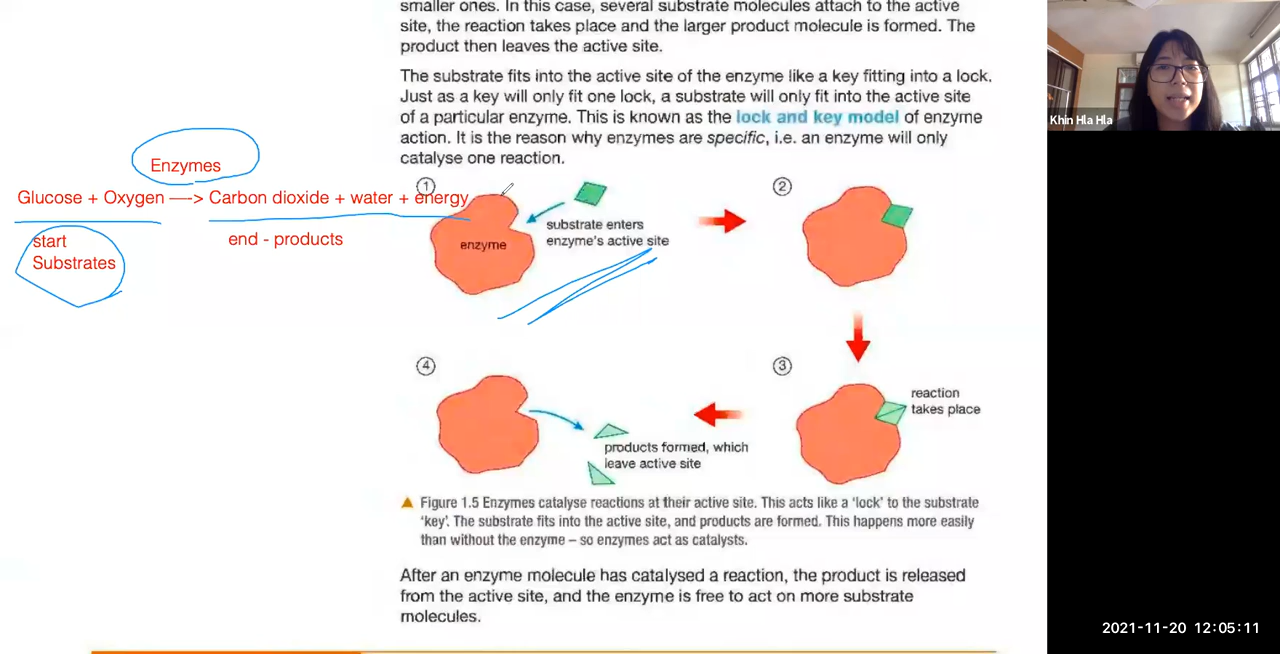 smaller ones. In this case, several substrate molecules attach to the active
site, the reaction takes place and the larger product molecule is formed. The
product then leaves the active site.
The substrate fits into the active site of the enzyme like a key fitting into a lock.
Just as a key will only fit one lock, a substrate will only fit into the active site
of a particular enzyme. This is known as the lock and key model of enzyme
action. It is the reason why enzymes are specific, i.e. an enzyme will only
catalyse one reaction.
Enzymes
Glucose + Oxygen —-> Carbon dioxide + water + energy
start
Substrates
end - products
1
enzyme
substrate enters
enzyme's active site
2
3
reaction
takes place
4
products formed, which
leave active site
▲ Figure 1.5 Enzymes catalyse reactions at their active site. This acts like a 'lock' to the substrate
'key'. The substrate fits into the active site, and products are formed. This happens more easily
than without the enzyme – so enzymes act as catalysts.
After an enzyme molecule has catalysed a reaction, the product is released
from the active site, and the enzyme is free to act on more substrate
molecules.
Khin Hla Hla
2021-11-20 12:05:11